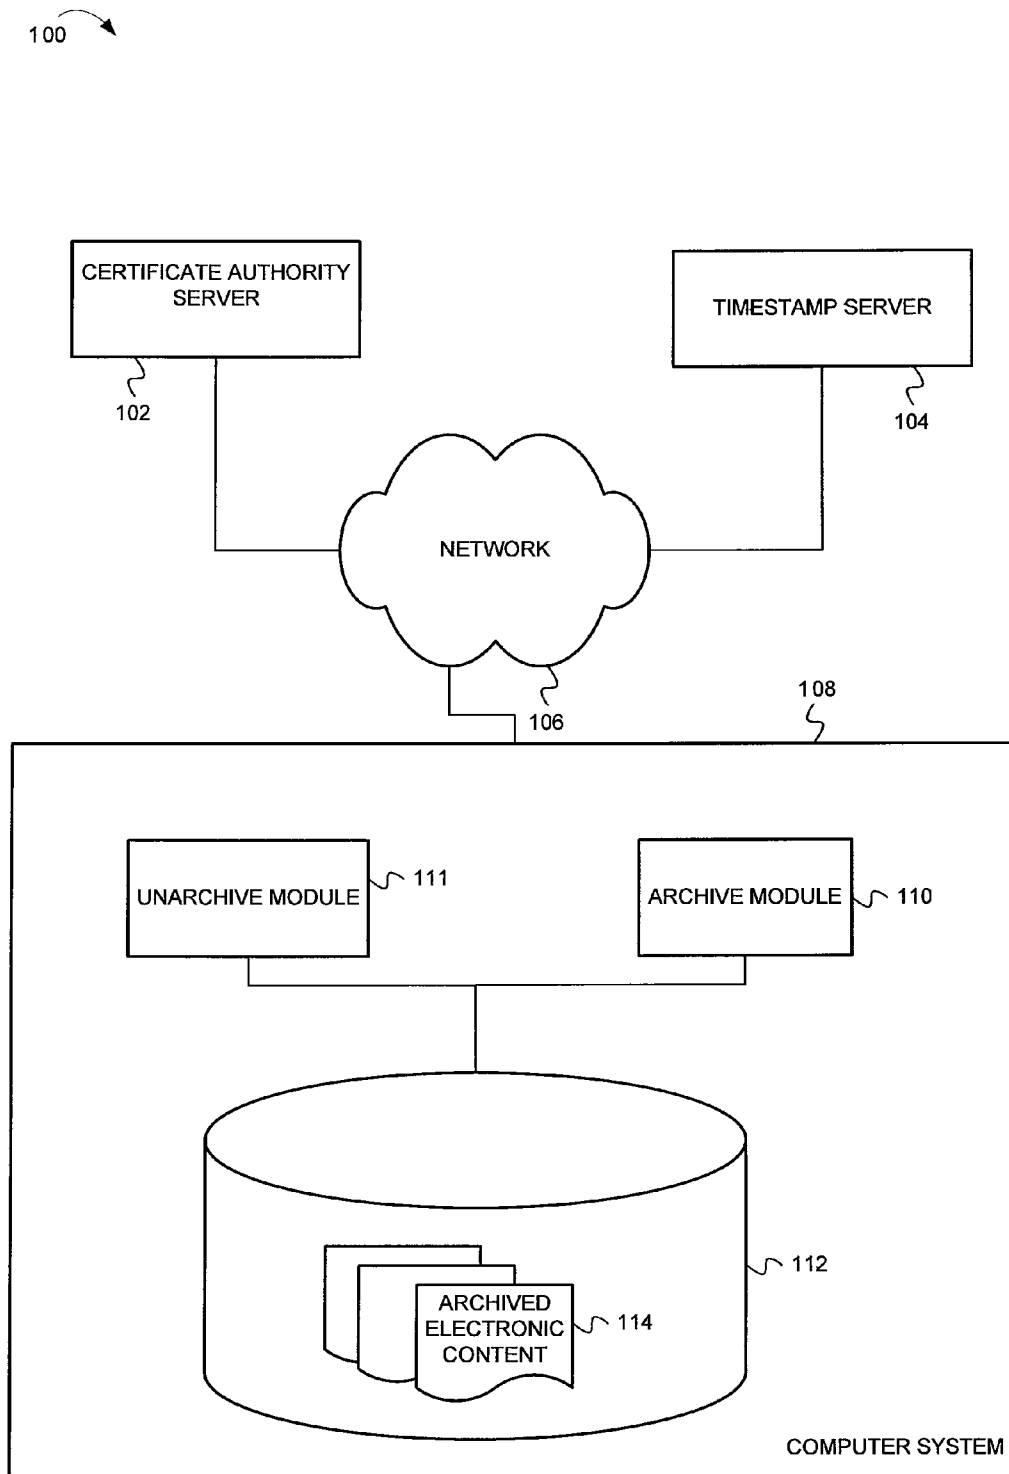 100
CERTIFICATE AUTHORITY
SERVER
TIMESTAMP SERVER
102
104
NETWORK
106
108
UNARCHIVE MODULE
111
ARCHIVE MODULE
110
112
ARCHIVED
ELECTRONIC
CONTENT
114
COMPUTER SYSTEM